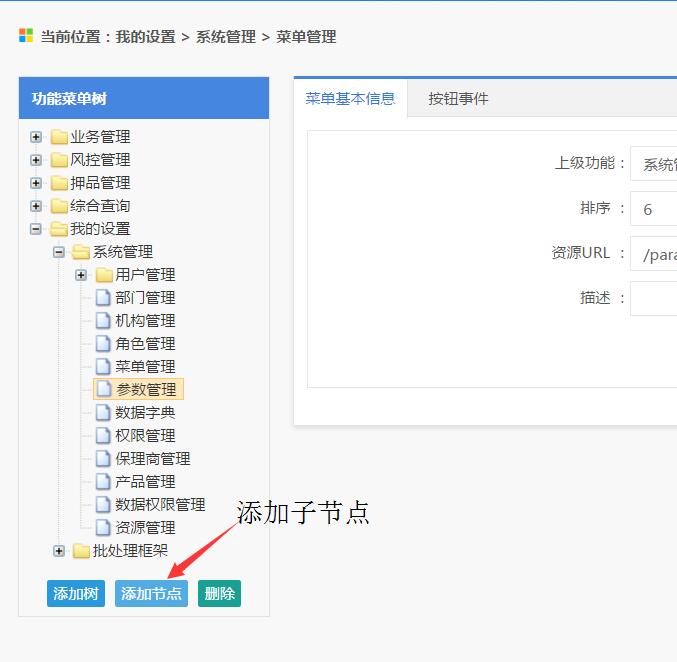 当前位置：我的设置 > 系统管理 > 菜单管理
功能菜单树
菜单基本信息
按钮事件
业务管理
风控管理
押品管理
综合查询
我的设置
系统管理
用户管理
部门管理
机构管理
角色管理
菜单管理
参数管理
数据字典
权限管理
保理商管理
产品管理
数据权限管理
资源管理
批处理框架
上级功能：
系统
排序 ：
6
资源URL ：
/para
描述 ：
添加子节点
添加树
添加节点
删除